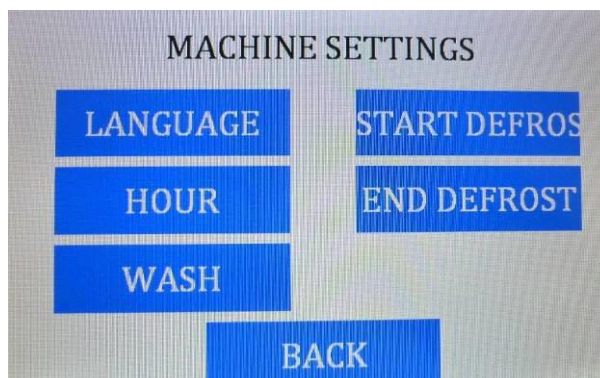 MACHINE SETTINGS
LANGUAGE
START DEFROS
HOUR
END DEFROST
WASH
BACK